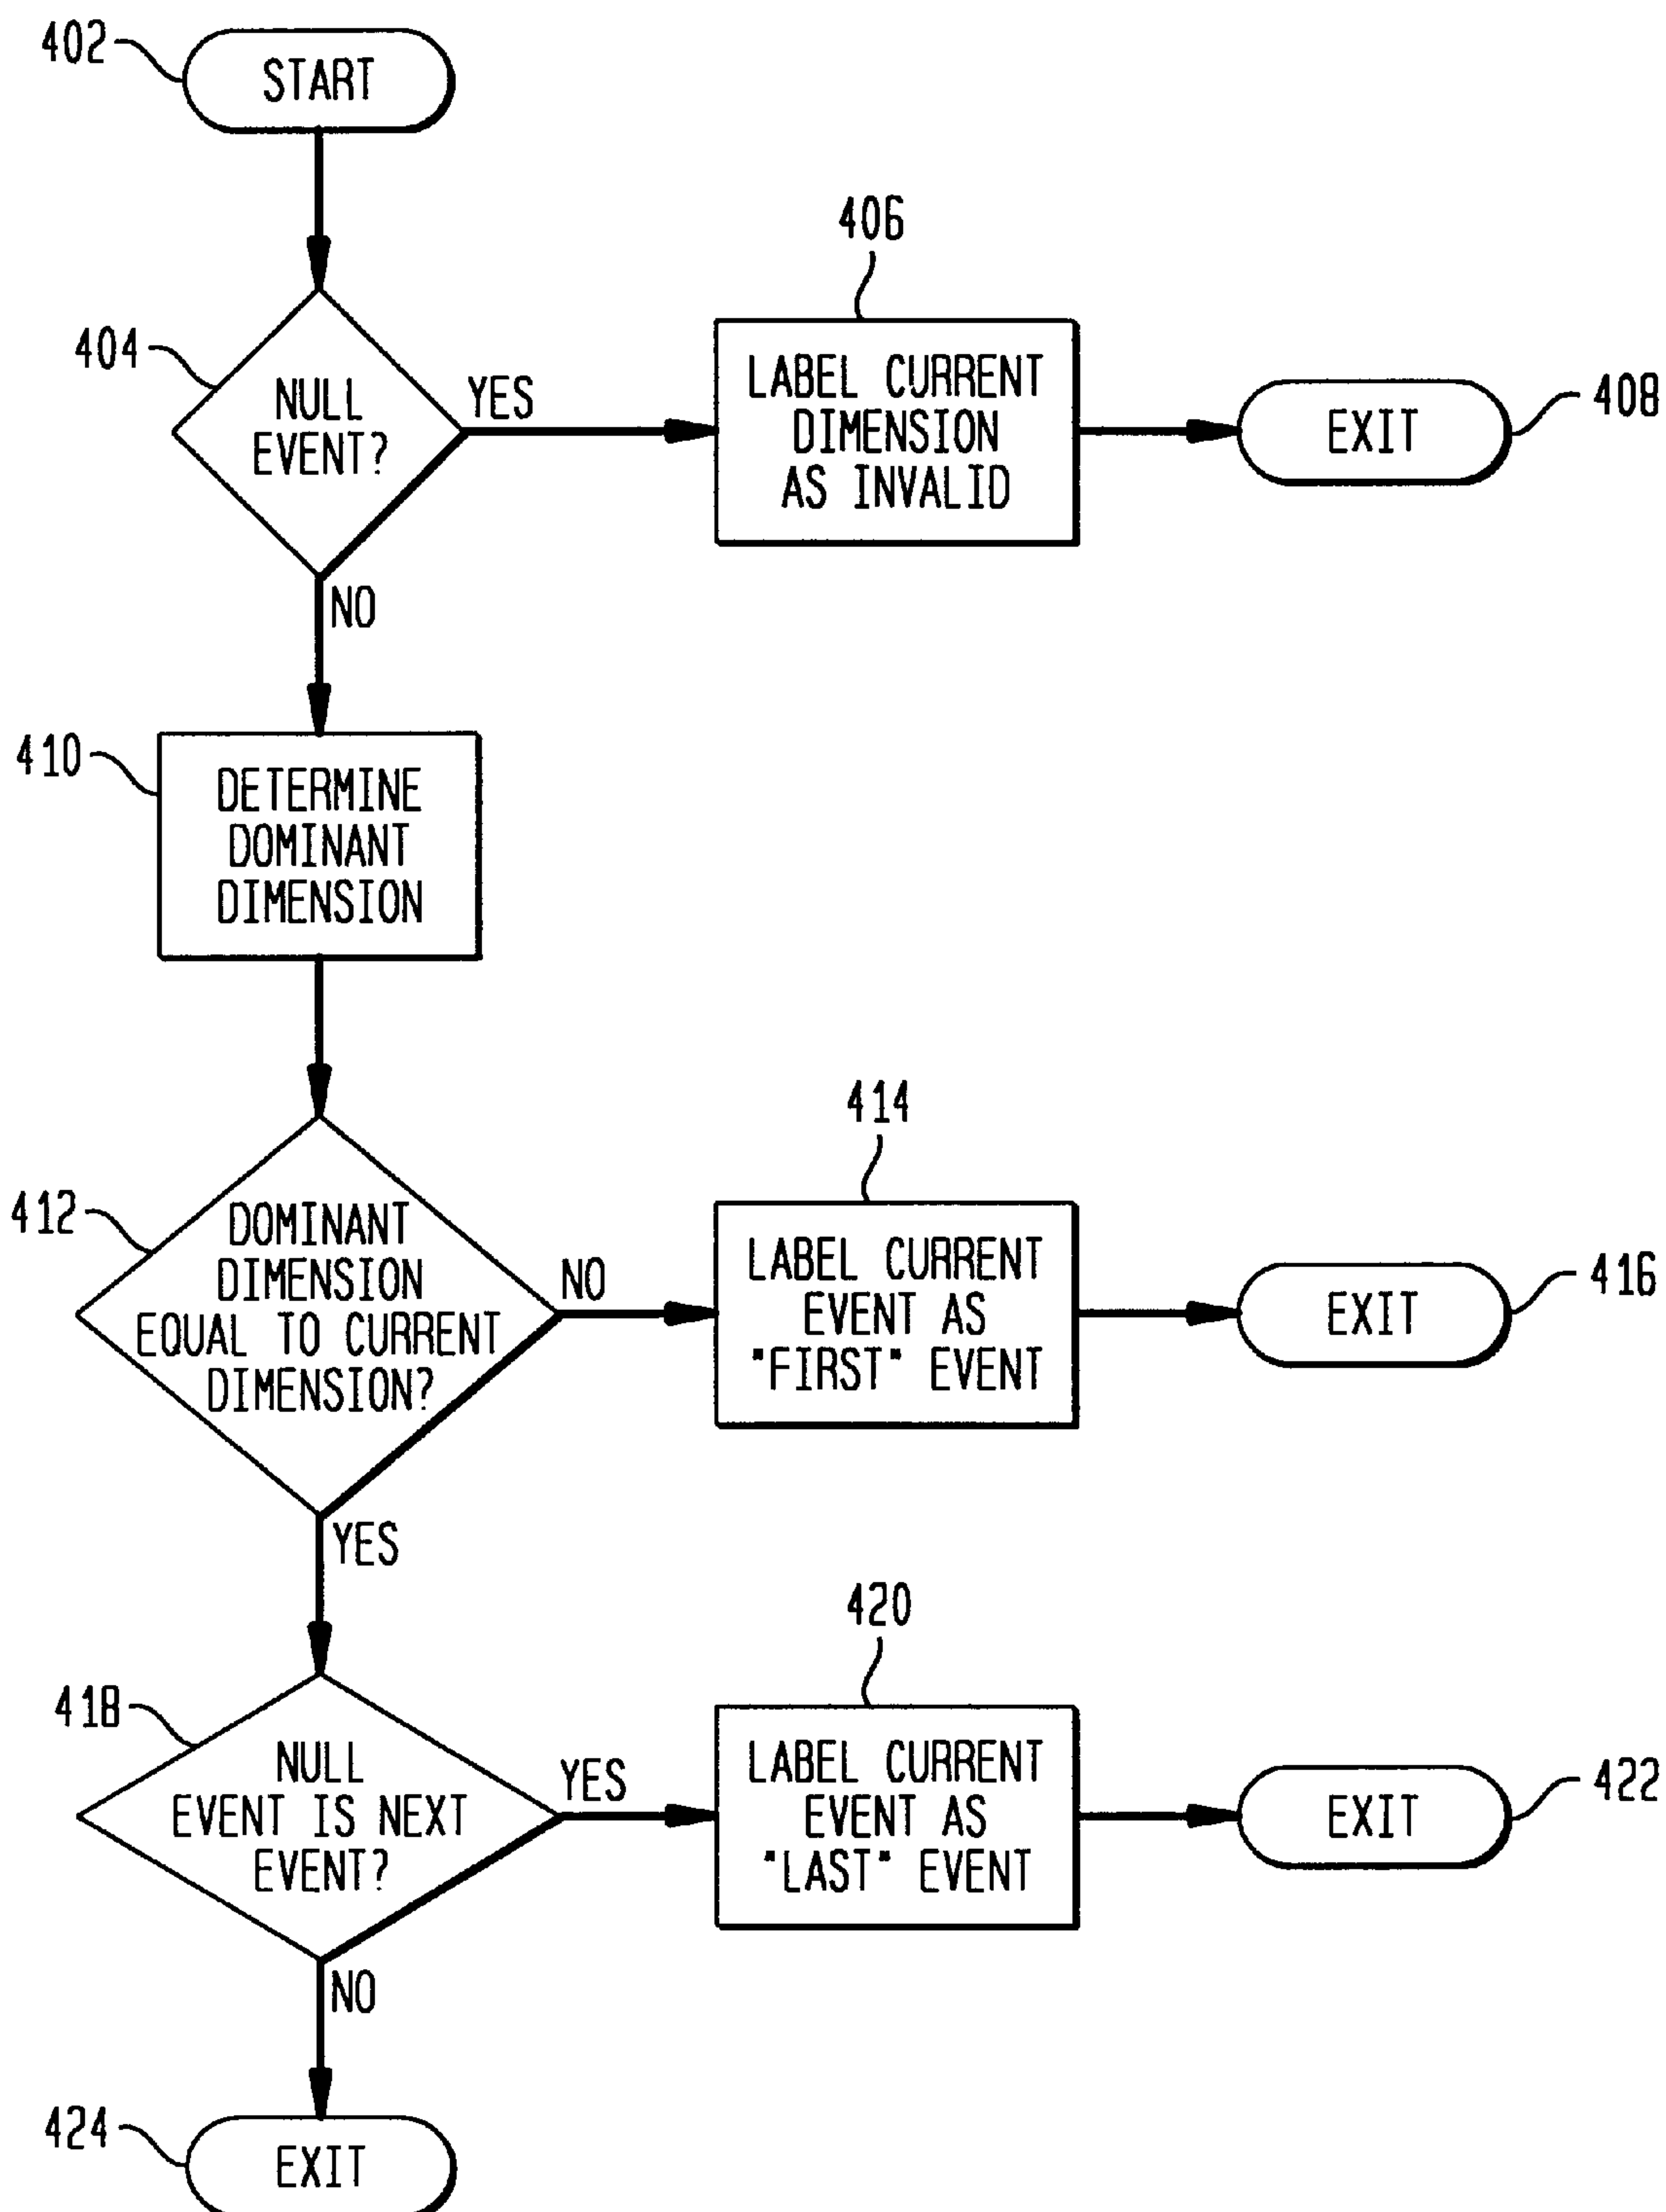 402
START
406
404
NULL
EVENT?
YES
LABEL CURRENT
DIMENSION
AS INVALID
EXIT
408
NO
410
DETERMINE
DOMINANT
DIMENSION
414
412
DOMINANT
DIMENSION
EQUAL TO CURRENT
DIMENSION?
NO
LABEL CURRENT
EVENT AS
"FIRST" EVENT
EXIT
416
YES
420
418
NULL
EVENT IS NEXT
EVENT?
YES
LABEL CURRENT
EVENT AS
"LAST" EVENT
EXIT
422
NO
424
EXIT